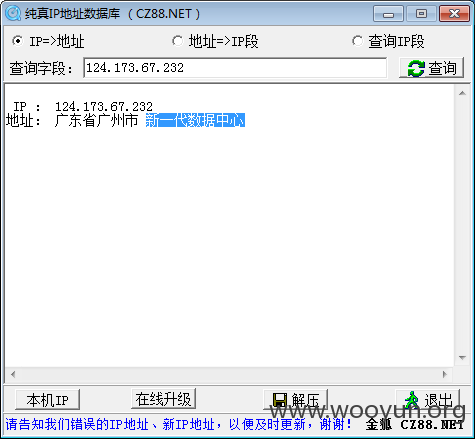 纯真IP地址数据库 （CZ88.NET）
IP=>地址 地址=>IP段 查询IP段
查询字段： 124.173.67.232 查询
IP ： 124.173.67.232
地址： 广东省广州市 新一代数据中心
本机IP 在线升级 解压 退出
www.wooyun.org
请告知我们错误的IP地址、新IP地址，以便及时更新，谢谢！ 金狐 CZ88.NET